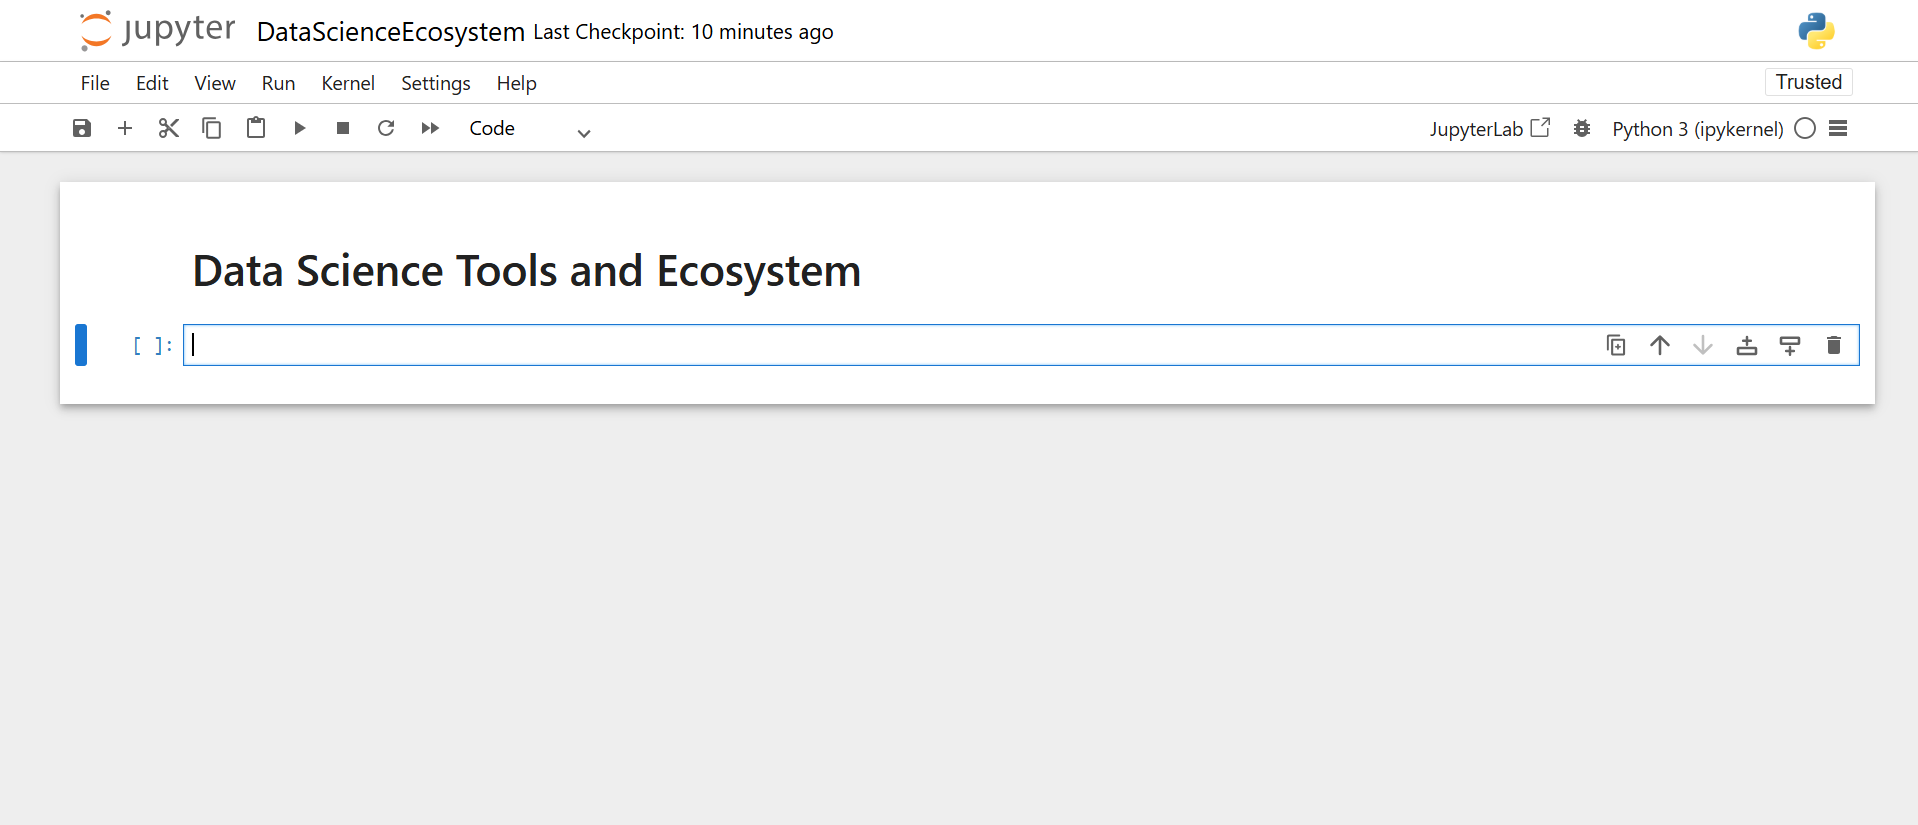 jupyter DataScienceEcosystem Last Checkpoint: 10 minutes ago
File Edit View Run Kernel Settings Help Trusted
Code JupyterLab Python 3 (ipykernel)
Data Science Tools and Ecosystem
[ ]: